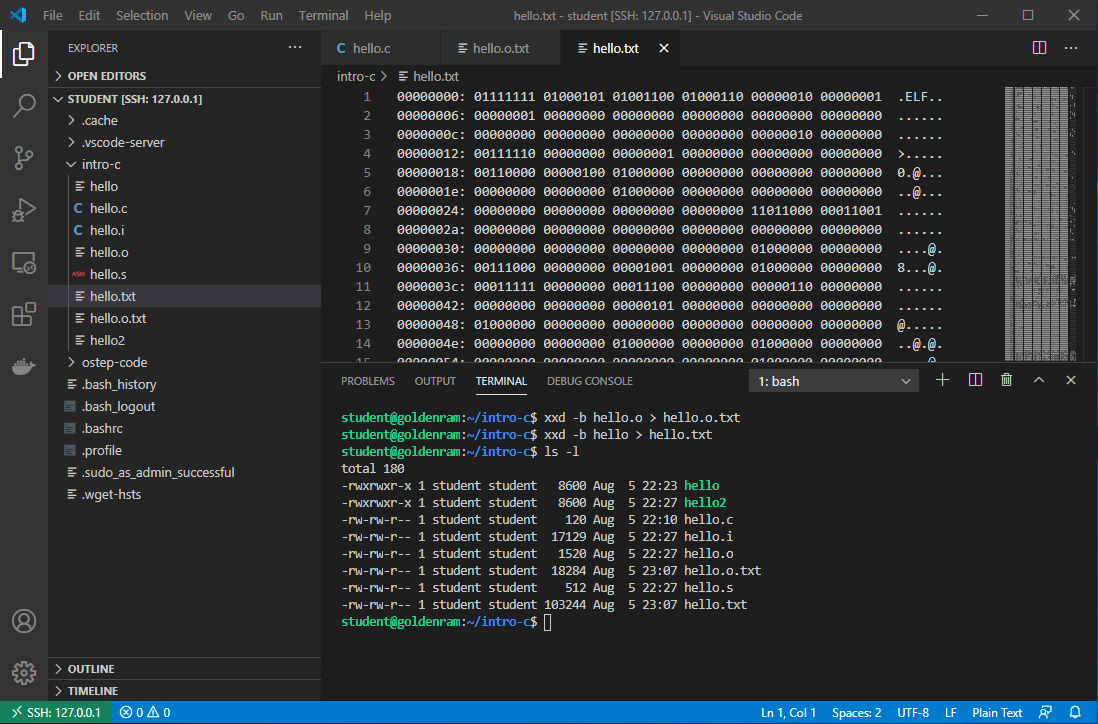 File Edit Selection View Go Run Terminal Help hello.txt - student [SSH: 127.0.0.1] - Visual Studio Code
EXPLORER
OPEN EDITORS
STUDENT [SSH: 127.0.0.1]
.cache
.vscode-server
intro-c
hello
C hello.c
C hello.i
hello.o
ASM hello.s
hello.txt
hello.o.txt
hello2
ostep-code
.bash_history
.bash_logout
.bashrc
.profile
.sudo_as_admin_successful
.wget-hsts
OUTLINE
TIMELINE
C hello.c hello.o.txt hello.txt
intro-c > hello.txt
1 00000000: 01111111 01000101 01001100 01000110 00000010 00000001 .ELF..
2 00000006: 00000001 00000000 00000000 00000000 00000000 00000000 ......
3 0000000c: 00000000 00000000 00000000 00000000 00000010 00000000 ......
4 00000012: 00111110 00000000 00000001 00000000 00000000 00000000 >.....
5 00000018: 00110000 00000100 01000000 00000000 00000000 00000000 0.@...
6 0000001e: 00000000 00000000 01000000 00000000 00000000 00000000 ..@...
7 00000024: 00000000 00000000 00000000 00000000 11011000 00011001 ......
8 0000002a: 00000000 00000000 00000000 00000000 00000000 00000000 ......
9 00000030: 00000000 00000000 00000000 00000000 01000000 00000000 ....@.
10 00000036: 00111000 00000000 00001001 00000000 01000000 00000000 8...@.
11 0000003c: 00011111 00000000 00011100 00000000 00000110 00000000 ......
12 00000042: 00000000 00000000 00000101 00000000 00000000 00000000 ......
13 00000048: 01000000 00000000 00000000 00000000 00000000 00000000 @.....
14 0000004e: 00000000 00000000 01000000 00000000 01000000 00000000 ..@.@.
15 00000054: 00000000 00000000 00000000 00000000 01000000 00000000 ....@.
PROBLEMS OUTPUT TERMINAL DEBUG CONSOLE 1: bash
student@goldenram:~/intro-c$ xxd -b hello.o > hello.o.txt
student@goldenram:~/intro-c$ xxd -b hello > hello.txt
student@goldenram:~/intro-c$ ls -l
total 180
-rwxrwxr-x 1 student student 8600 Aug 5 22:23 hello
-rwxrwxr-x 1 student student 8600 Aug 5 22:27 hello2
-rw-rw-r-- 1 student student 120 Aug 5 22:10 hello.c
-rw-rw-r-- 1 student student 17129 Aug 5 22:27 hello.i
-rw-rw-r-- 1 student student 1520 Aug 5 22:27 hello.o
-rw-rw-r-- 1 student student 18284 Aug 5 23:07 hello.o.txt
-rw-rw-r-- 1 student student 512 Aug 5 22:27 hello.s
-rw-rw-r-- 1 student student 103244 Aug 5 23:07 hello.txt
student@goldenram:~/intro-c$
SSH: 127.0.0.1 0 0 Ln 1, Col 1 Spaces: 2 UTF-8 LF Plain Text